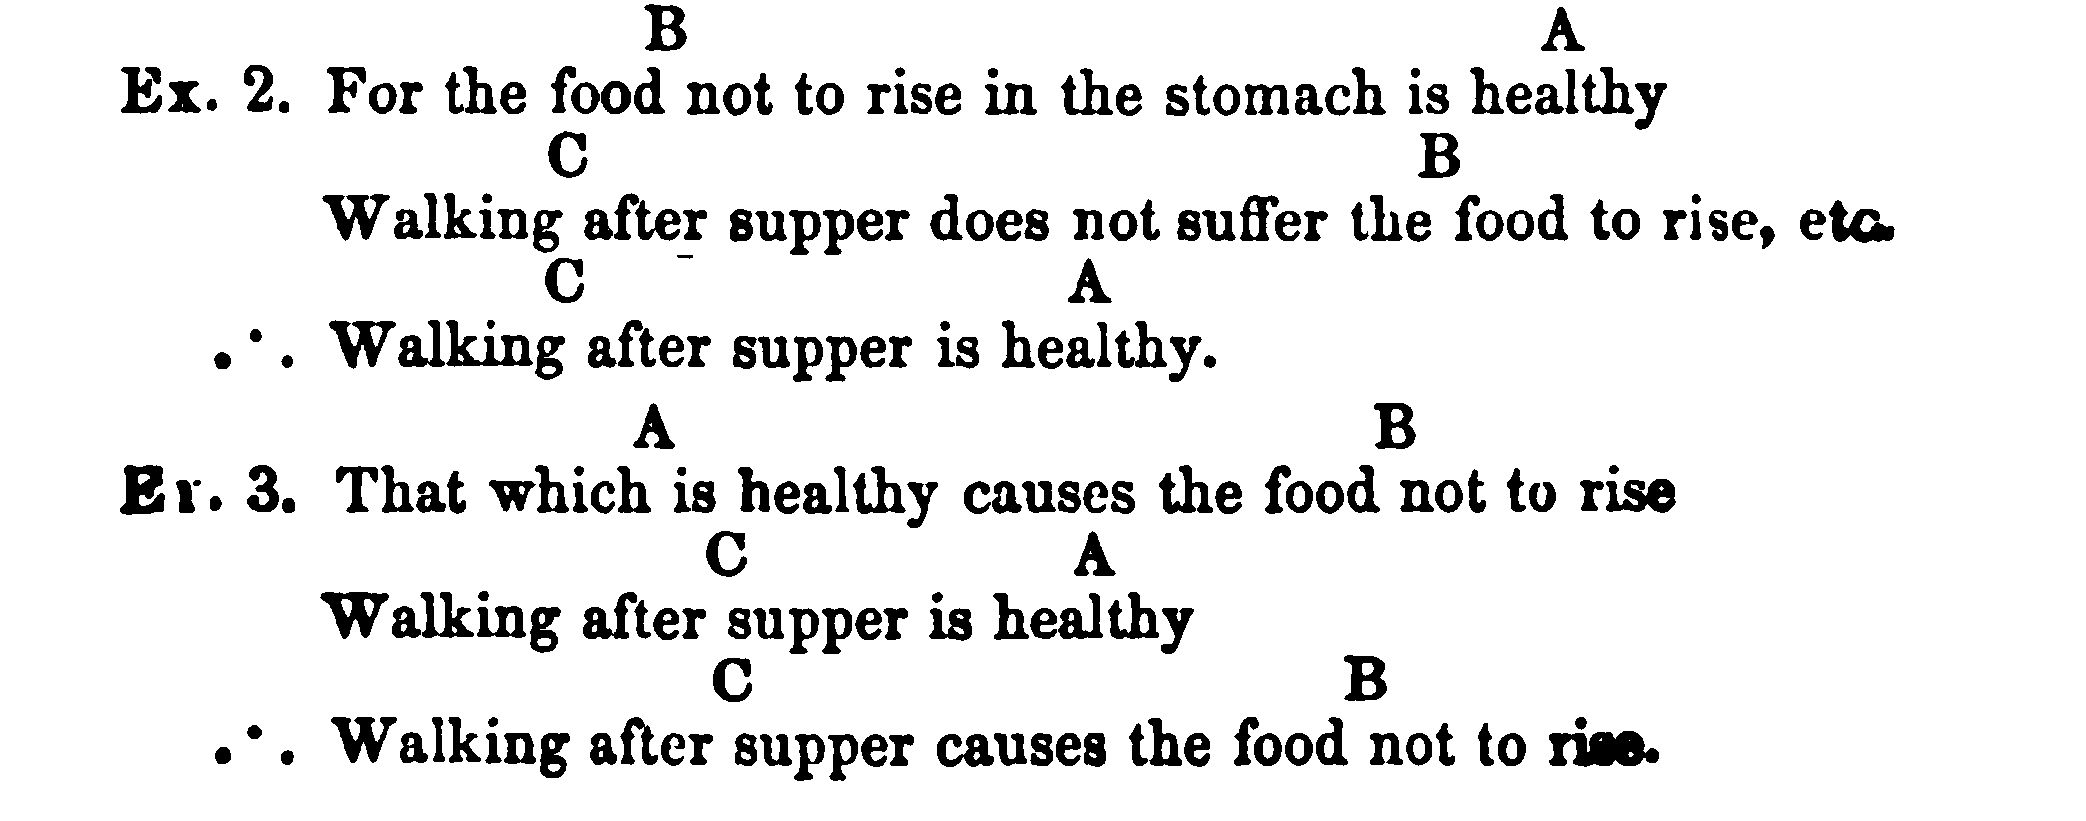 B A
Ex. 2. For the food not to rise in the stomach is healthy
C B
Walking after supper does not suffer the food to rise, etc.
C A
.·. Walking after supper is healthy.
A B
Ex. 3. That which is healthy causes the food not to rise
C A
Walking after supper is healthy
C B
.·. Walking after supper causes the food not to rise.